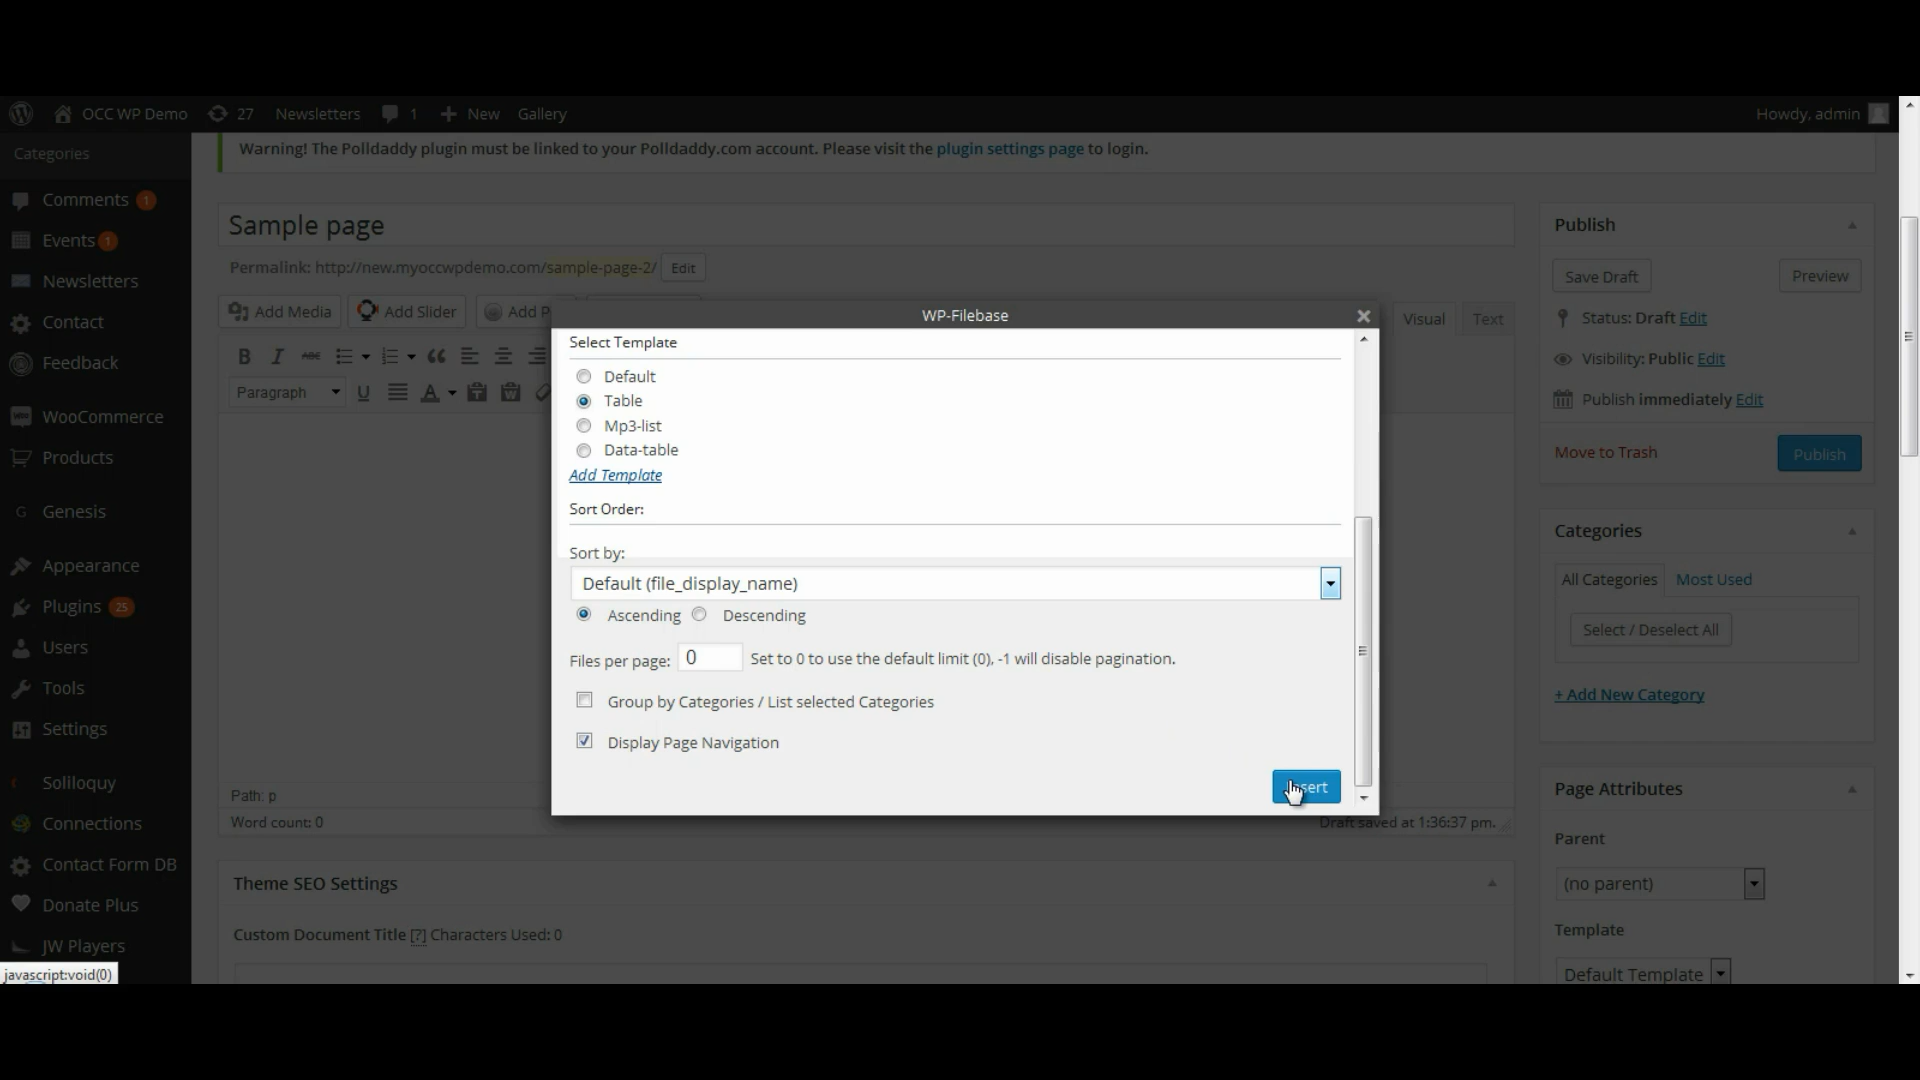 OCC WP Demo 27 Newsletters 1 New Gallery Howdy, admin
Categories
Warning! The Polldaddy plugin must be linked to your Polldaddy.com account. Please visit the plugin settings page to login.
Comments 1
Events 1
Newsletters
Contact
Feedback
WooCommerce
Products
G Genesis
Appearance
Plugins 25
Users
Tools
Settings
Soliloquy
Connections
Contact Form DB
Donate Plus
JW Players
javascript:void(0)
Sample page
Permalink: http://new.myoccwpdemo.com/sample-page-2/ Edit
Add Media Add Slider Add Visual Text
B I ABC
Paragraph U A
Path: p
Word count: 0 Draft saved at 1:36:37 pm.
Theme SEO Settings
Custom Document Title [?] Characters Used: 0
WP-Filebase
Select Template
Default
Table
Mp3-list
Data-table
Add Template
Sort Order:
Sort by:
Default (file_display_name)
Ascending Descending
Files per page: 0 Set to 0 to use the default limit (0), -1 will disable pagination.
Group by Categories / List selected Categories
Display Page Navigation
Publish
Save Draft Preview
Status: Draft Edit
Visibility: Public Edit
Publish immediately Edit
Move to Trash Publish
Categories
All Categories Most Used
Select / Deselect All
+ Add New Category
Page Attributes
Parent
(no parent)
Template
Default Template